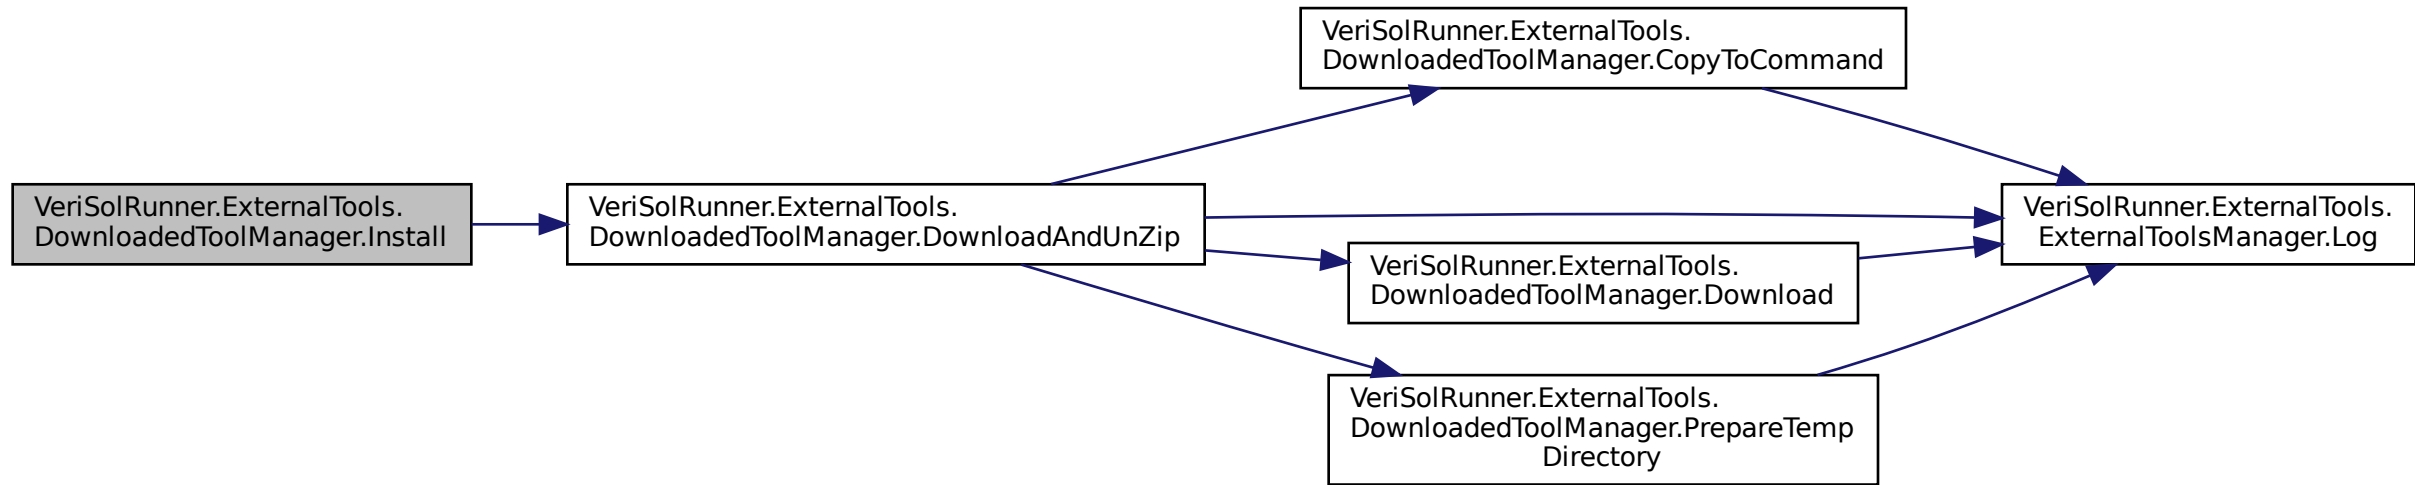 VeriSolRunner.ExternalTools.
DownloadedToolManager.Install
VeriSolRunner.ExternalTools.
DownloadedToolManager.DownloadAndUnZip
VeriSolRunner.ExternalTools.
DownloadedToolManager.CopyToCommand
VeriSolRunner.ExternalTools.
ExternalToolsManager.Log
VeriSolRunner.ExternalTools.
DownloadedToolManager.Download
VeriSolRunner.ExternalTools.
DownloadedToolManager.PrepareTemp
Directory